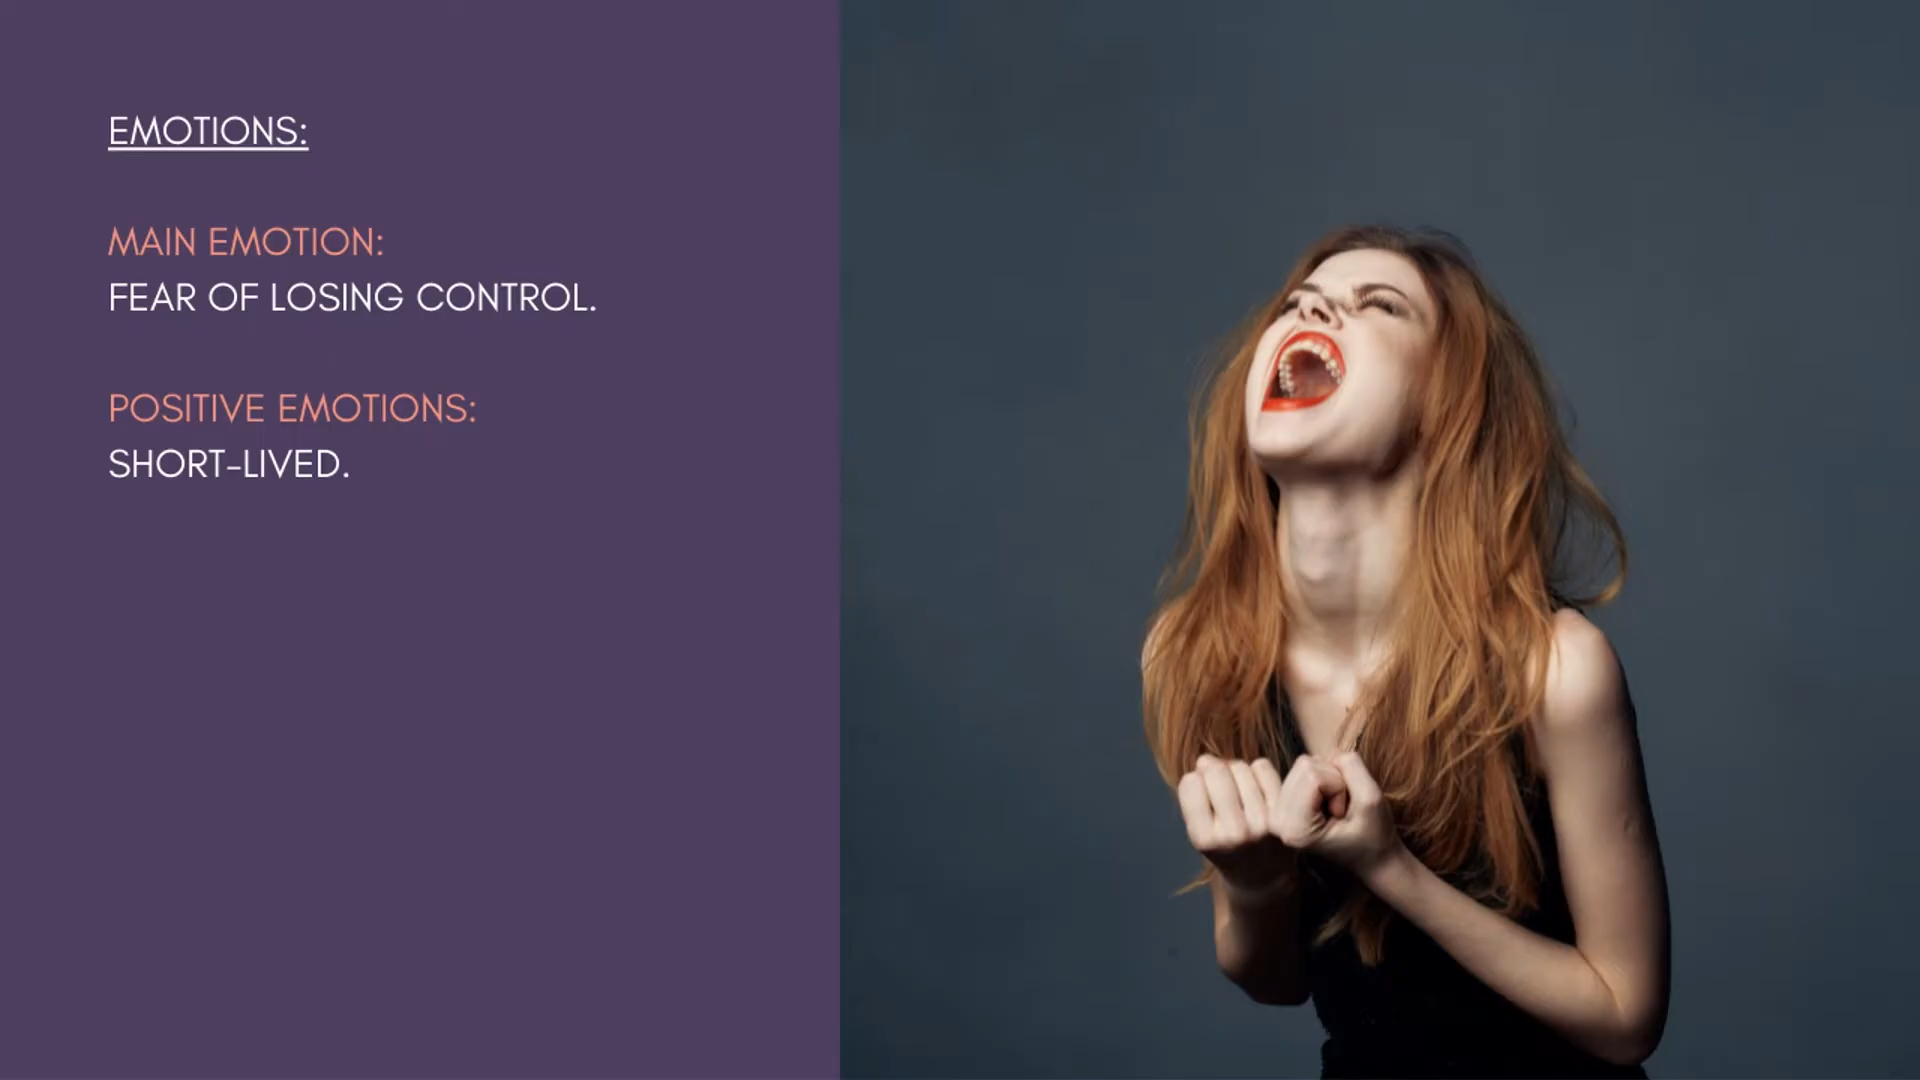 EMOTIONS:
MAIN EMOTION:
FEAR OF LOSING CONTROL.
POSITIVE EMOTIONS:
SHORT-LIVED.